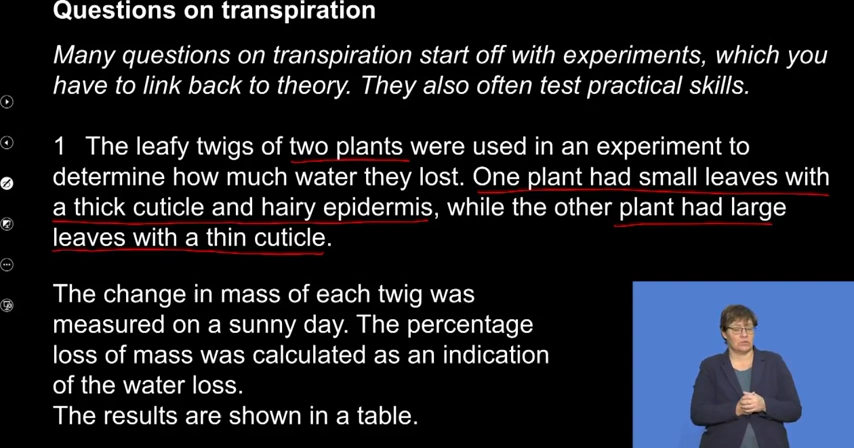 Questions on transpiration
Many questions on transpiration start off with experiments, which you
have to link back to theory. They also often test practical skills.
1 The leafy twigs of two plants were used in an experiment to
determine how much water they lost. One plant had small leaves with
a thick cuticle and hairy epidermis, while the other plant had large
leaves with a thin cuticle.
The change in mass of each twig was
measured on a sunny day. The percentage
loss of mass was calculated as an indication
of the water loss.
The results are shown in a table.